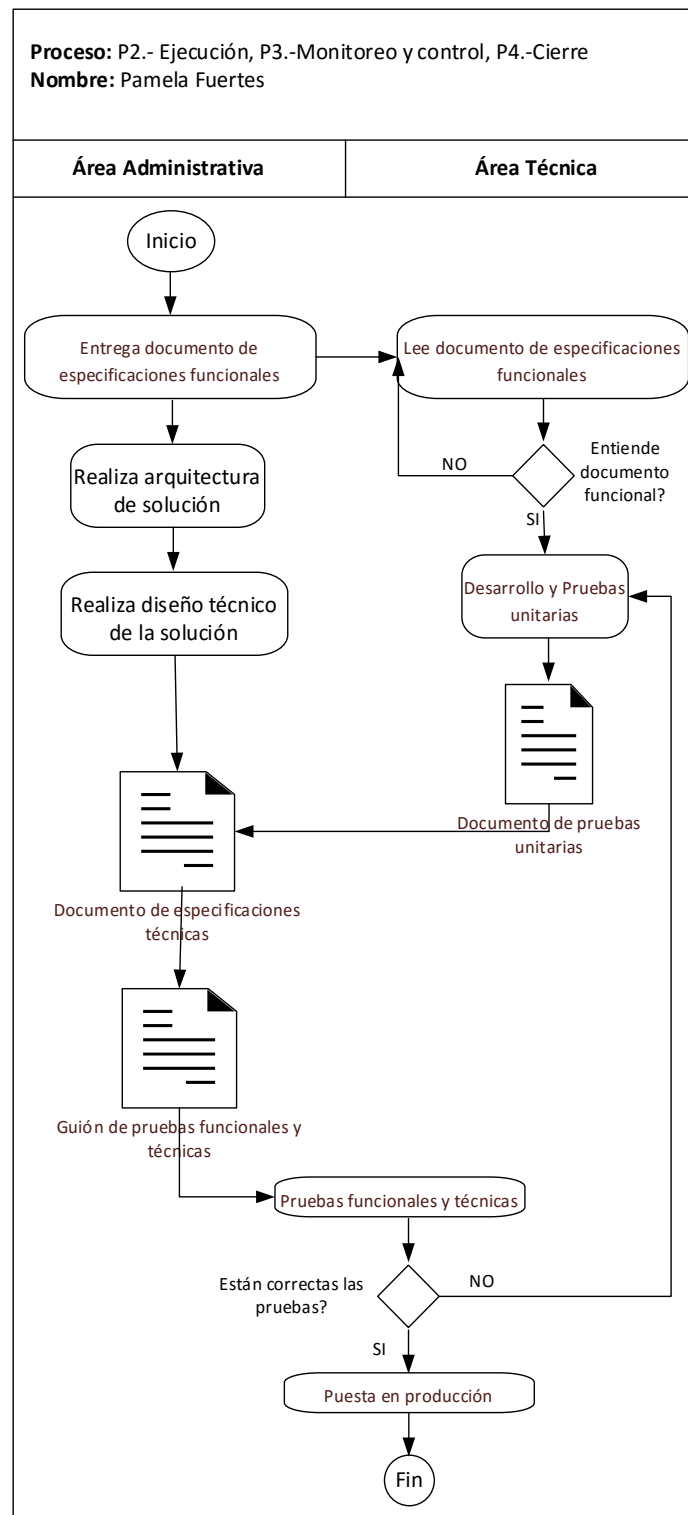 Proceso: P2.- Ejecución, P3.-Monitoreo y control, P4.-Cierre
Nombre: Pamela Fuertes
Área Administrativa
Área Técnica
Inicio
Entrega documento de
especificaciones funcionales
Lee documento de especificaciones
funcionales
Entiende
documento
funcional?
NO
SI
Realiza arquitectura
de solución
Realiza diseño técnico
de la solución
Desarrollo y Pruebas
unitarias
Documento de pruebas
unitarias
Documento de especificaciones
técnicas
Guión de pruebas funcionales y
técnicas
Pruebas funcionales y técnicas
Están correctas las
pruebas?
NO
SI
Puesta en producción
Fin